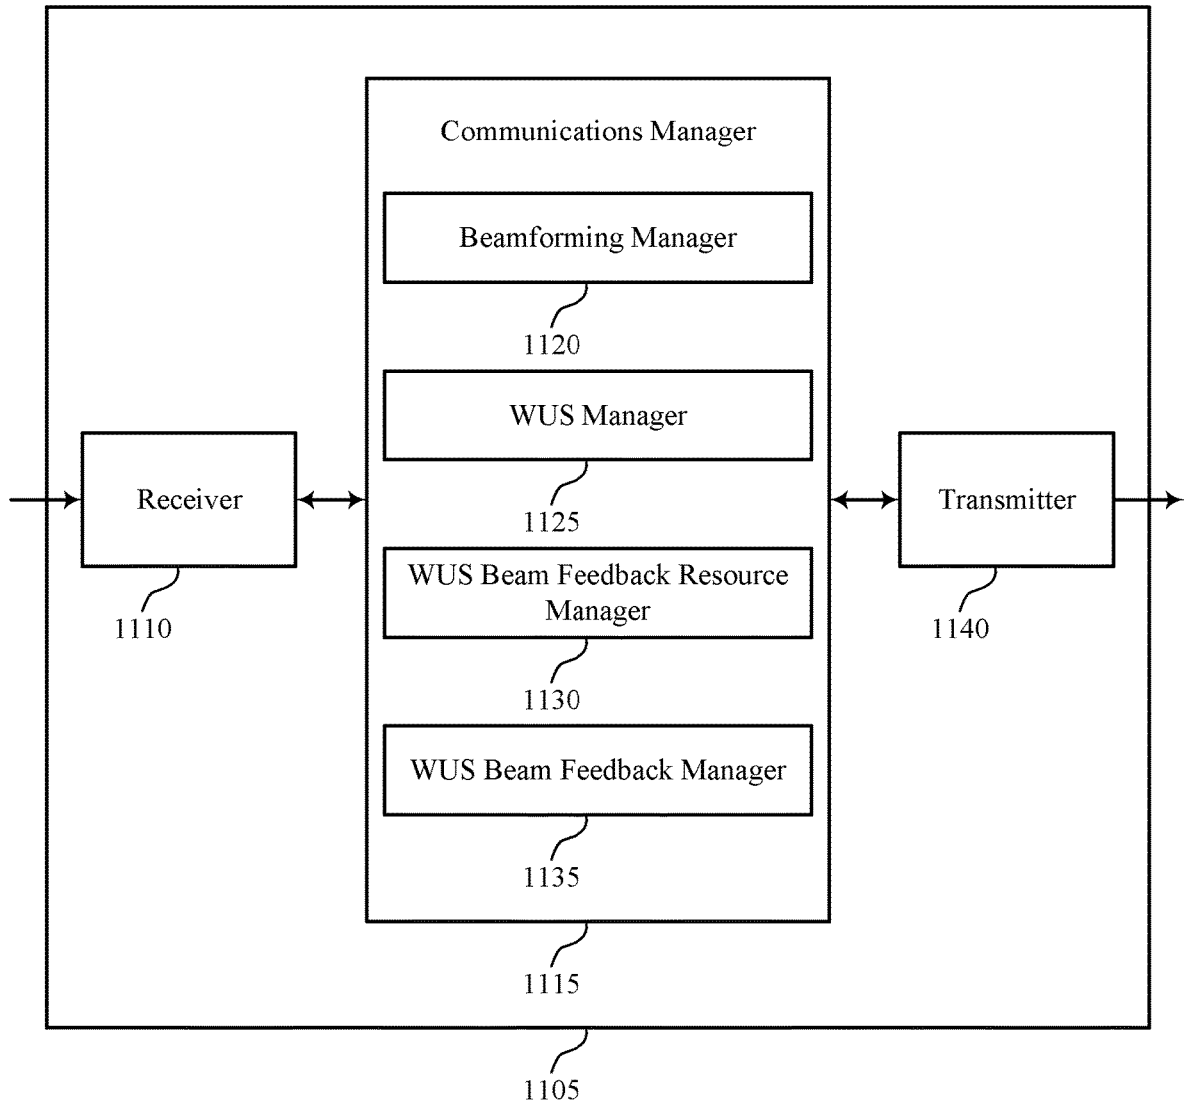 Communications Manager
Beamforming Manager
1120
WUS Manager
1125
Receiver
1110
Transmitter
1140
WUS Beam Feedback Resource
Manager
1130
WUS Beam Feedback Manager
1135
1115
1105